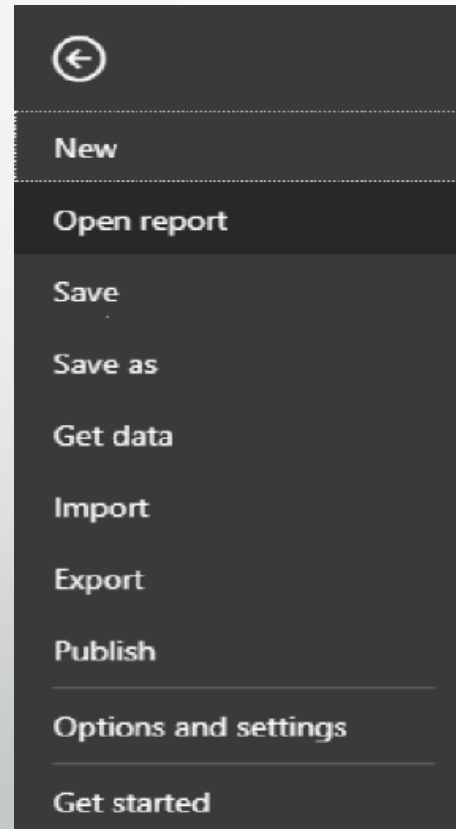 New
Open report
Save
Save as
Get data
Import
Export
Publish
Options and settings
Get started